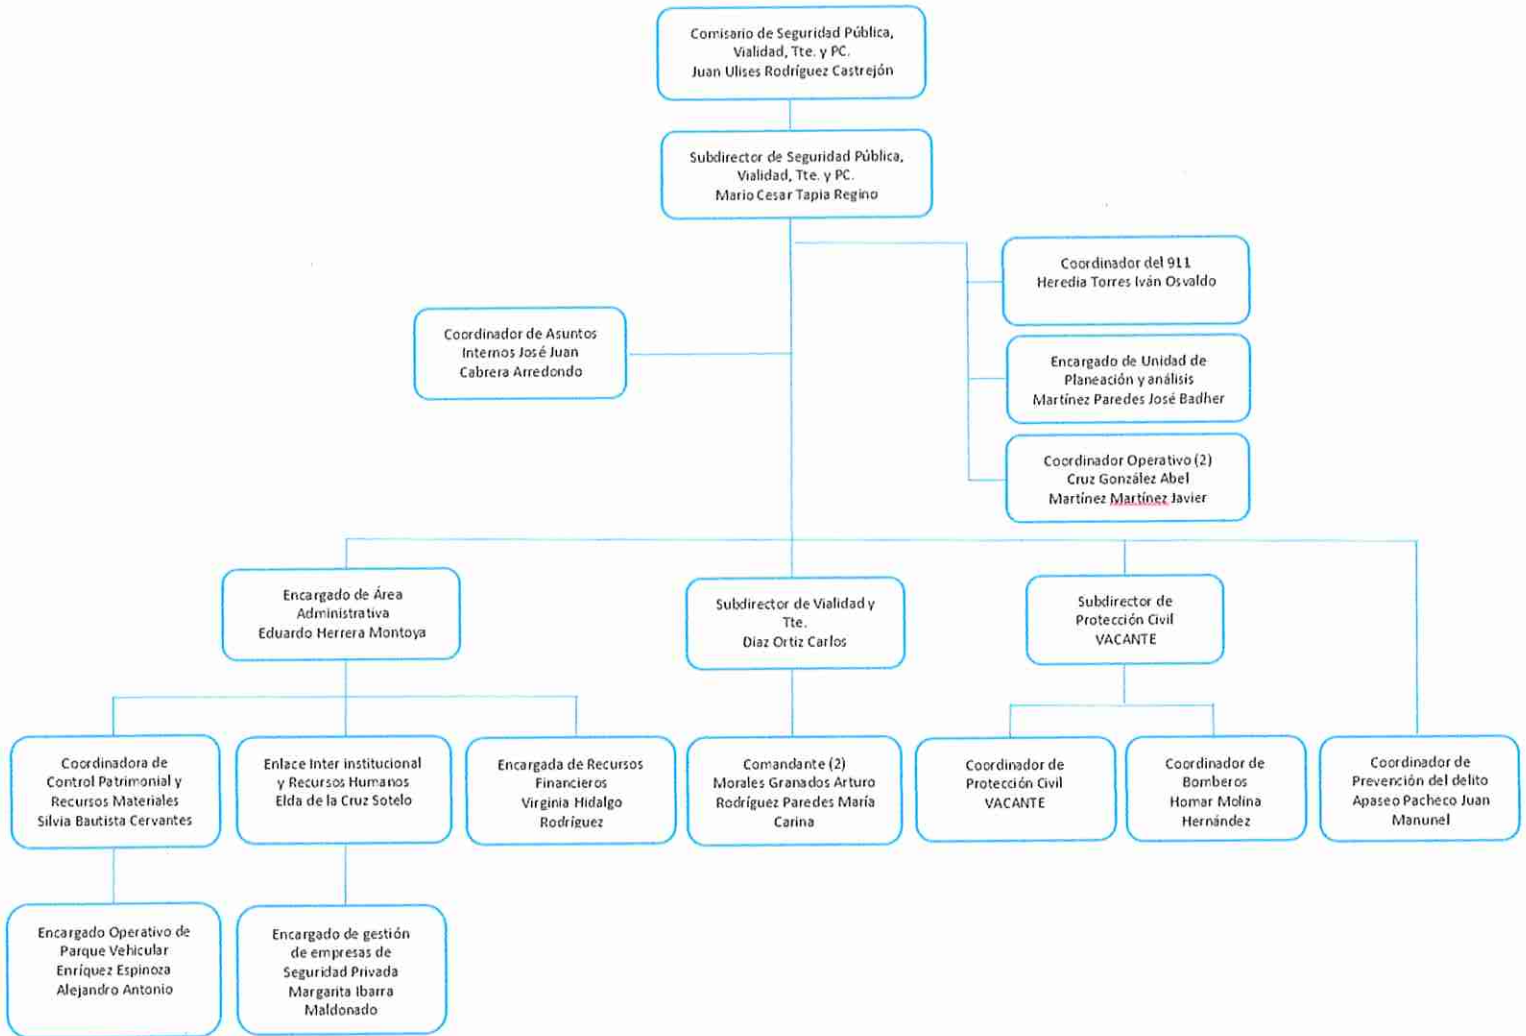 Comisario de Seguridad Pública,
Vialidad, Tte. y PC.
Juan Ulises Rodríguez Castrejón
Subdirector de Seguridad Pública,
Vialidad, Tte. y PC.
Mario Cesar Tapia Regino
Coordinador del 911
Heredia Torres Iván Osvaldo
Coordinador de Asuntos
Internos José Juan
Cabrera Arredondo
Encargado de Unidad de
Planeación y análisis
Martínez Paredes José Badher
Coordinador Operativo (2)
Cruz González Abel
Martínez Martínez Javier
Encargado de Área
Administrativa
Eduardo Herrera Montoya
Subdirector de Vialidad y
Tte.
Diaz Ortiz Carlos
Subdirector de
Protección Civil
VACANTE
Coordinadora de
Control Patrimonial y
Recursos Materiales
Silvia Bautista Cervantes
Enlace Inter institucional
y Recursos Humanos
Elda de la Cruz Sotelo
Encargada de Recursos
Financieros
Virginia Hidalgo
Rodríguez
Comandante (2)
Morales Granados Arturo
Rodríguez Paredes María
Carina
Coordinador de
Protección Civil
VACANTE
Coordinador de
Bomberos
Homar Molina
Hernández
Coordinador de
Prevención del delito
Apaseo Pacheco Juan
Manunel
Encargado Operativo de
Parque Vehicular
Enríquez Espinoza
Alejandro Antonio
Encargado de gestión
de empresas de
Seguridad Privada
Margarita Ibarra
Maldonado